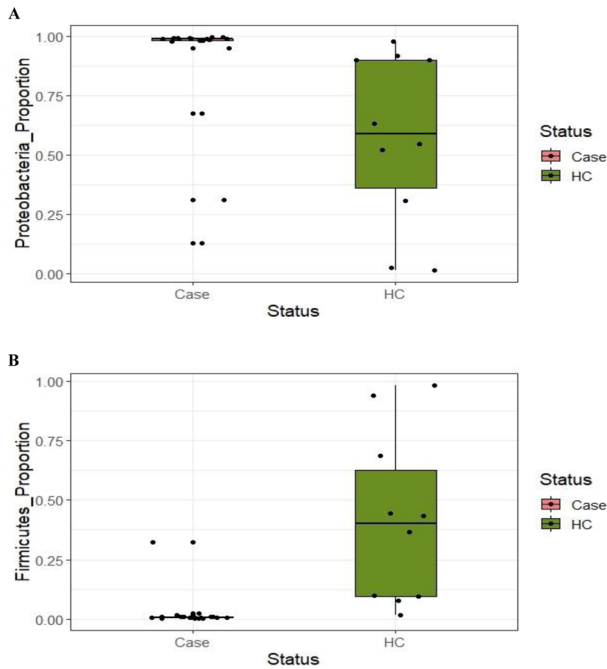 A
Proteobacteria_Proportion
1.00
0.75
0.50
0.25
0.00
Case
HC
Status
Status
Case
HC
B
Firmicutes_Proportion
1.00
0.75
0.50
0.25
0.00
Case
HC
Status
Status
Case
HC